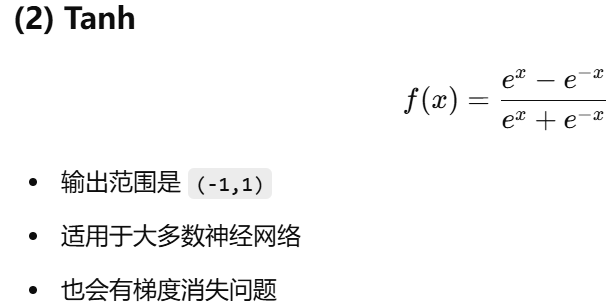 (2) Tanh
f(x) = \frac{e^x - e^{-x}}{e^x + e^{-x}}
• 输出范围是 (-1,1)
• 适用于大多数神经网络
• 也会有梯度消失问题